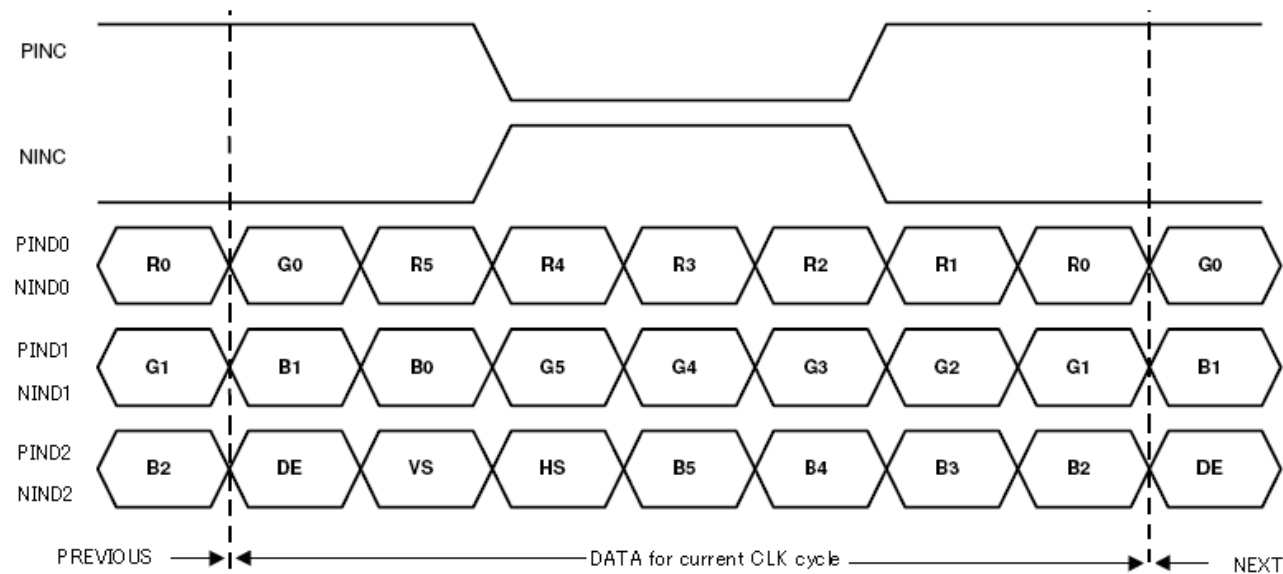 PINC
NINC
PIND0
R0 G0 R5 R4 R3 R2 R1 R0 G0
NIND0
PIND1
G1 B1 B0 G5 G4 G3 G2 G1 B1
NIND1
PIND2
B2 DE VS HS B5 B4 B3 B2 DE
NIND2
PREVIOUS DATA for current CLK cycle NEXT